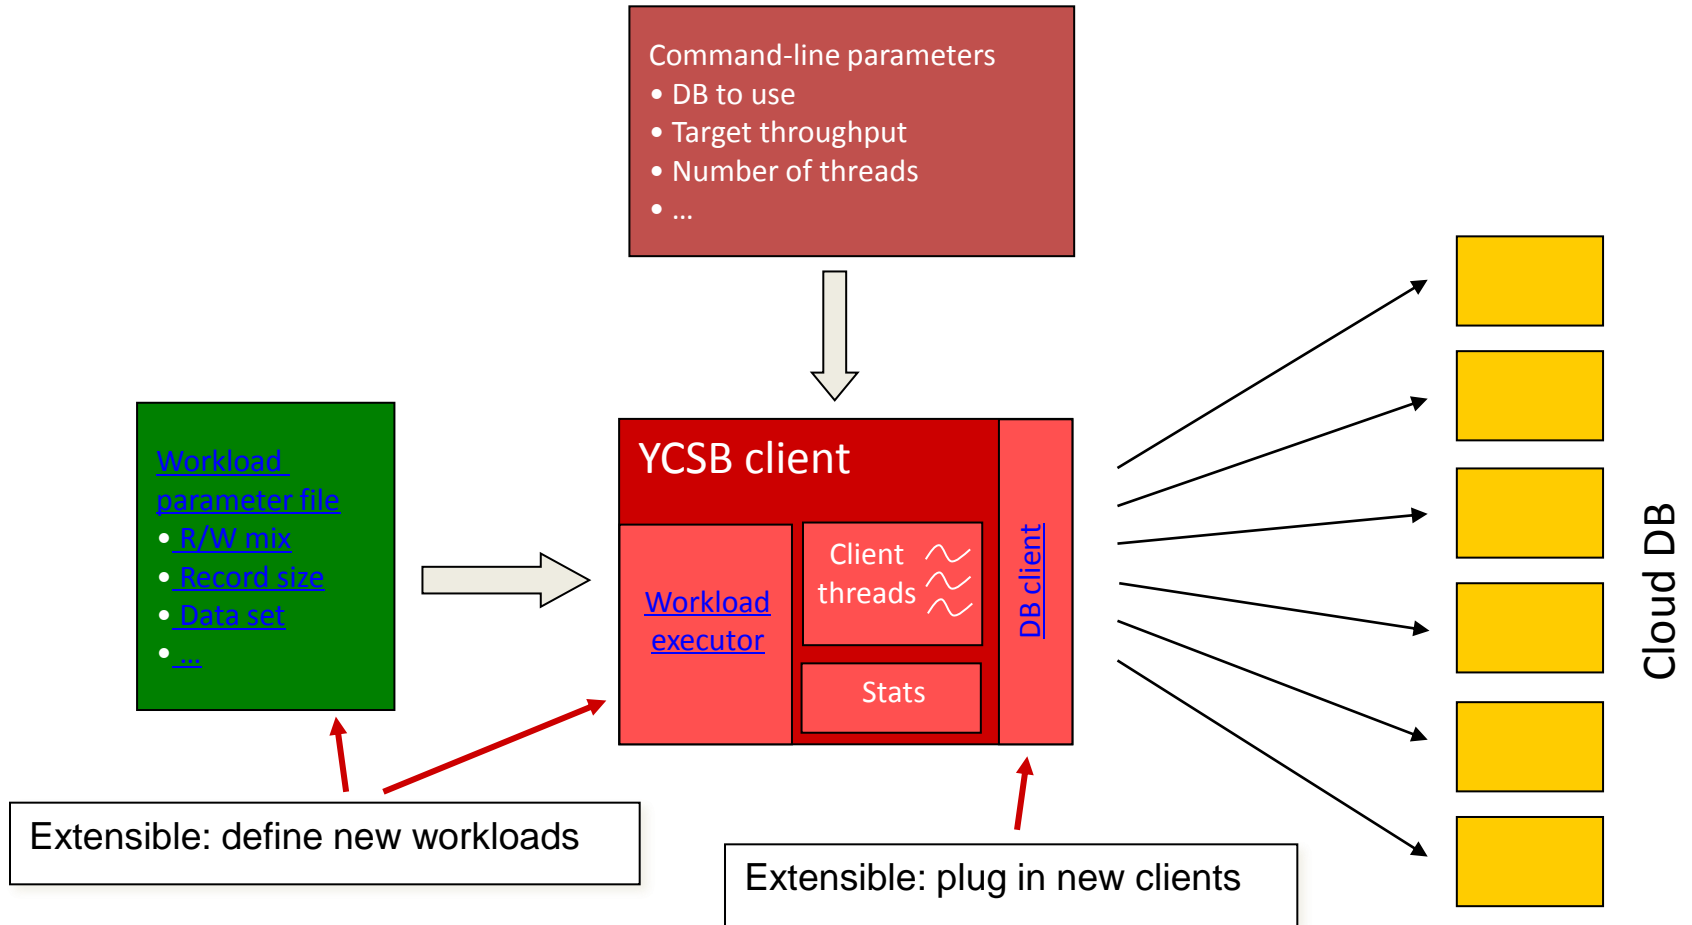 Command-line parameters
• DB to use
• Target throughput
• Number of threads
• ...
Workload
parameter file
• R/W mix
• Record size
• Data set
• ...
YCSB client
Workload
executor
Client
threads
Stats
DB client
Cloud DB
Extensible: define new workloads
Extensible: plug in new clients